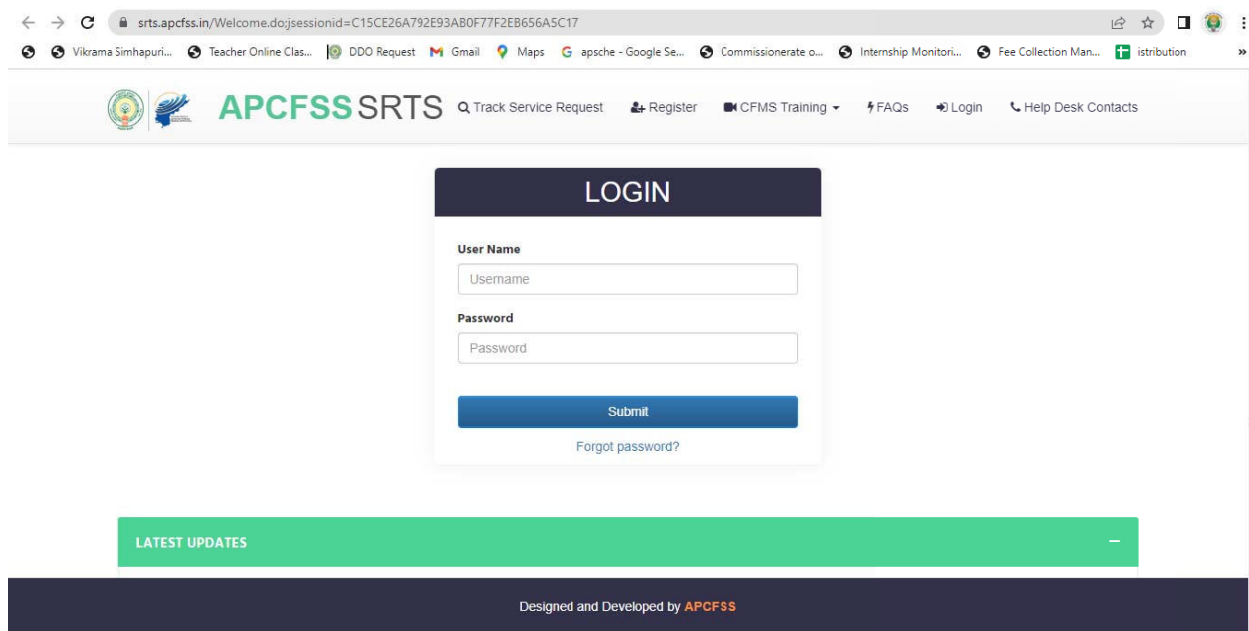 srts.apcfss.in/Welcome.do;jsessionid=C15CE26A792E93AB0F77F2EB656A5C17
Vikrama Simhapuri... Teacher Online Clas... DDO Request Gmail Maps apsche - Google Se... Commissionerate o... Internship Monitori... Fee Collection Man... istribution »
APCFSS SRTS Track Service Request Register CFMS Training FAQs Login Help Desk Contacts
LOGIN
User Name
Username
Password
Password
Submit
Forgot password?
LATEST UPDATES
Designed and Developed by APCFSS